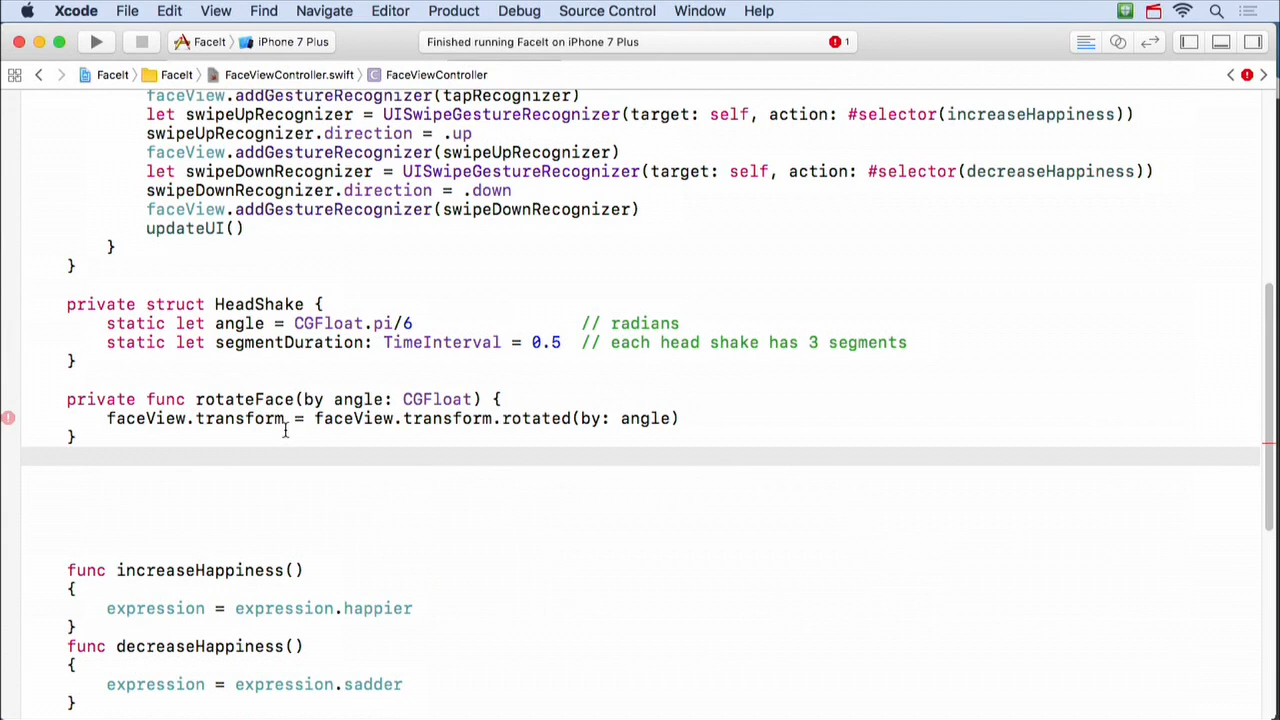 Xcode File Edit View Find Navigate Editor Product Debug Source Control Window Help
FaceIt iPhone 7 Plus Finished running FaceIt on iPhone 7 Plus 1
FaceIt FaceIt FaceViewController.swift C FaceViewController
faceView.addGestureRecognizer(tapRecognizer)
let swipeUpRecognizer = UISwipeGestureRecognizer(target: self, action: #selector(increaseHappiness))
swipeUpRecognizer.direction = .up
faceView.addGestureRecognizer(swipeUpRecognizer)
let swipeDownRecognizer = UISwipeGestureRecognizer(target: self, action: #selector(decreaseHappiness))
swipeDownRecognizer.direction = .down
faceView.addGestureRecognizer(swipeDownRecognizer)
updateUI()
}
}
private struct HeadShake {
static let angle = CGFloat.pi/6 // radians
static let segmentDuration: TimeInterval = 0.5 // each head shake has 3 segments
}
private func rotateFace(by angle: CGFloat) {
faceView.transform = faceView.transform.rotated(by: angle)
}
func increaseHappiness()
{
expression = expression.happier
}
func decreaseHappiness()
{
expression = expression.sadder
}